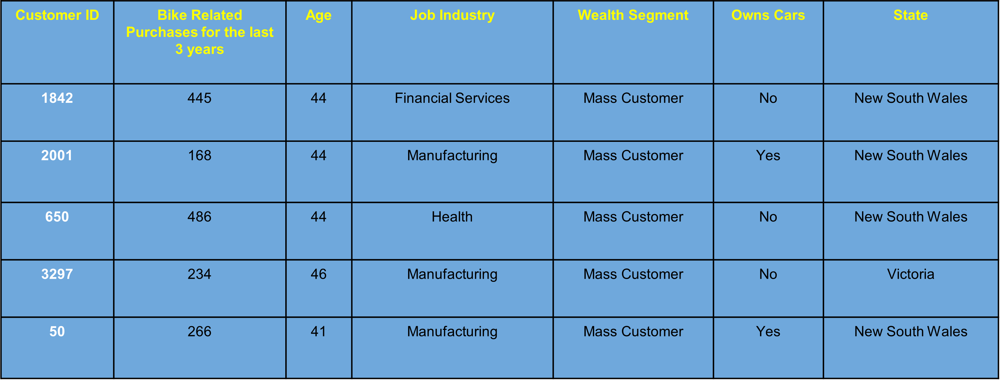 Customer ID Bike Related Purchases for the last 3 years Age Job Industry Wealth Segment Owns Cars State
1842 445 44 Financial Services Mass Customer No New South Wales
2001 168 44 Manufacturing Mass Customer Yes New South Wales
650 486 44 Health Mass Customer No New South Wales
3297 234 46 Manufacturing Mass Customer No Victoria
50 266 41 Manufacturing Mass Customer Yes New South Wales